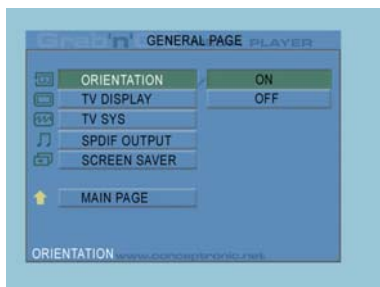 GENERAL PAGE
PLAYER
ORIENTATION ON
TV DISPLAY OFF
TV SYS
SPDIF OUTPUT
SCREEN SAVER
MAIN PAGE
ORIENTATION www.conceptronic.net